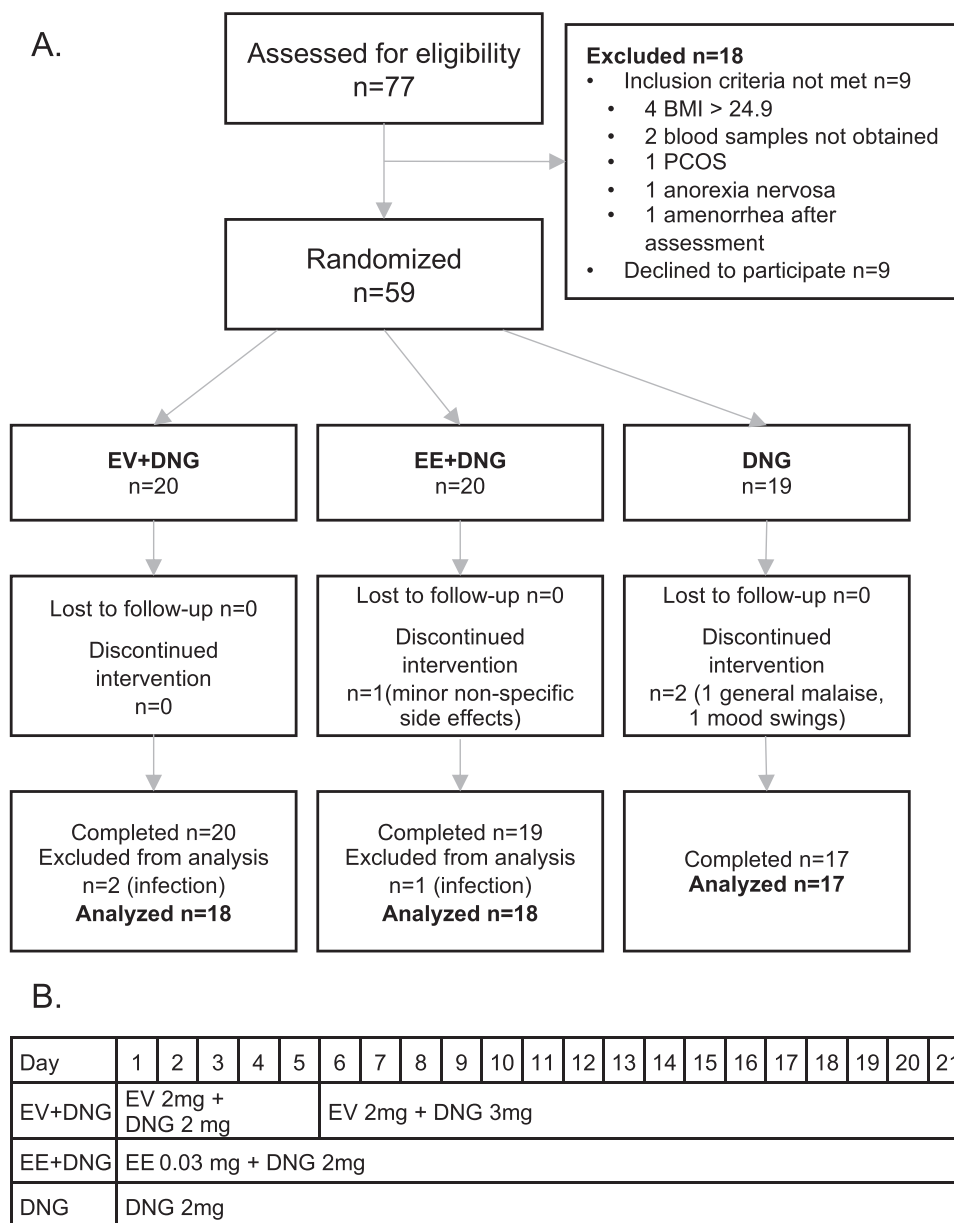 A.
Assessed for eligibility
n=77
Excluded n=18
• Inclusion criteria not met n=9
• 4 BMI > 24.9
• 2 blood samples not obtained
• 1 PCOS
• 1 anorexia nervosa
• 1 amenorrhea after
assessment
• Declined to participate n=9
Randomized
n=59
EV+DNG
n=20
EE+DNG
n=20
DNG
n=19
Lost to follow-up n=0
Discontinued
intervention
n=0
Lost to follow-up n=0
Discontinued
intervention
n=1(minor non-specific
side effects)
Lost to follow-up n=0
Discontinued
intervention
n=2 (1 general malaise,
1 mood swings)
Completed n=20
Excluded from analysis
n=2 (infection)
Analyzed n=18
Completed n=19
Excluded from analysis
n=1 (infection)
Analyzed n=18
Completed n=17
Analyzed n=17
B.
Day 1 2 3 4 5 6 7 8 9 10 11 12 13 14 15 16 17 18 19 20 21
EV+DNG EV 2mg +
DNG 2 mg EV 2mg + DNG 3mg
EE+DNG EE 0.03 mg + DNG 2mg
DNG DNG 2mg